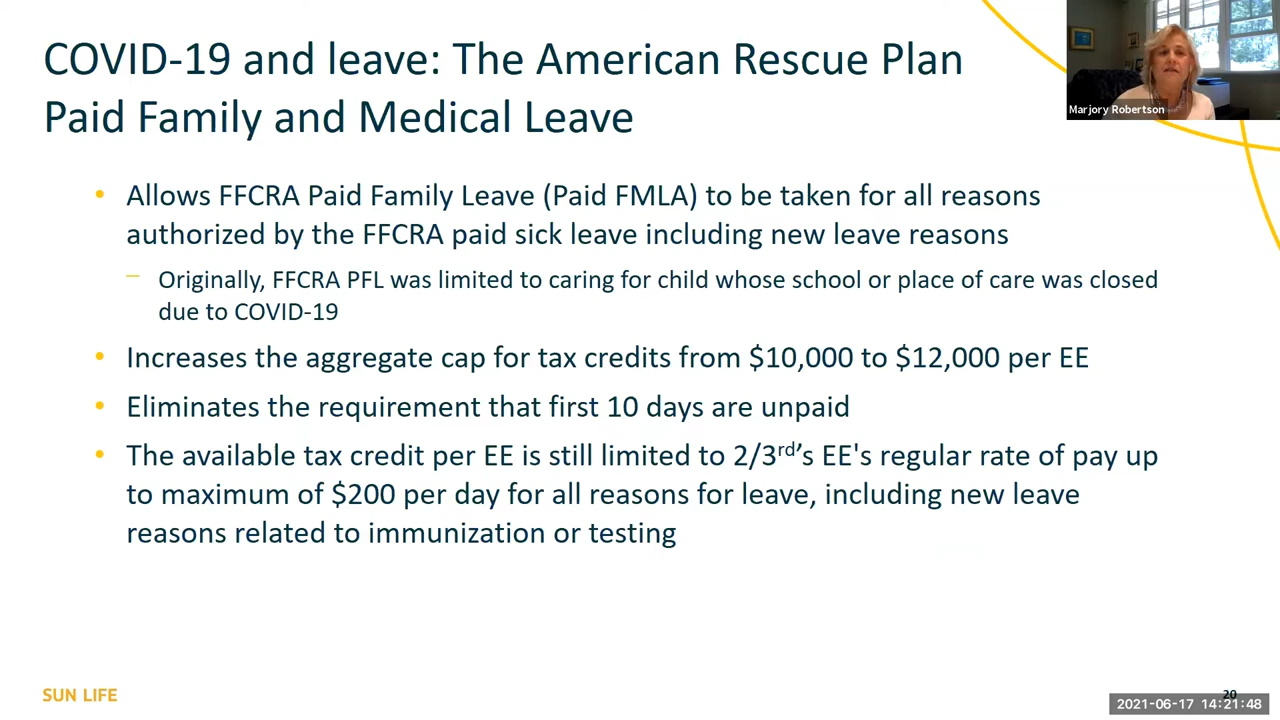 COVID-19 and leave: The American Rescue Plan
Paid Family and Medical Leave
Marjory Robertson
• Allows FFCRA Paid Family Leave (Paid FMLA) to be taken for all reasons
authorized by the FFCRA paid sick leave including new leave reasons
– Originally, FFCRA PFL was limited to caring for child whose school or place of care was closed
due to COVID-19
• Increases the aggregate cap for tax credits from $10,000 to $12,000 per EE
• Eliminates the requirement that first 10 days are unpaid
• The available tax credit per EE is still limited to 2/3rd’s EE's regular rate of pay up
to maximum of $200 per day for all reasons for leave, including new leave
reasons related to immunization or testing
SUN LIFE
20
2021-06-17 14:21:48